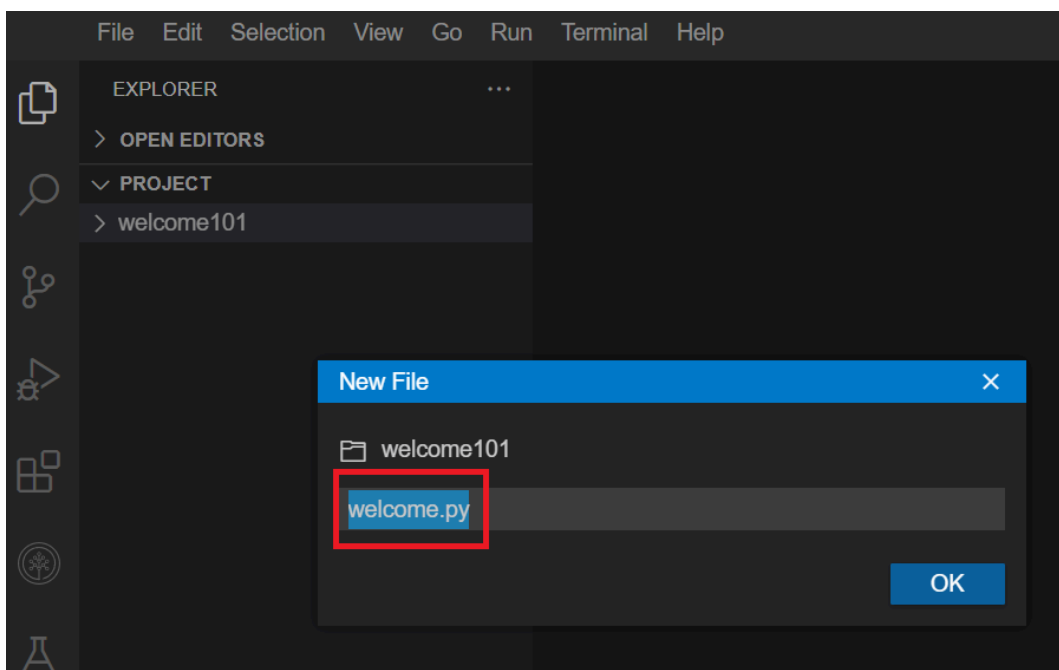 File Edit Selection View Go Run Terminal Help
EXPLORER
OPEN EDITORS
PROJECT
welcome101
New File
welcome101
welcome.py
OK